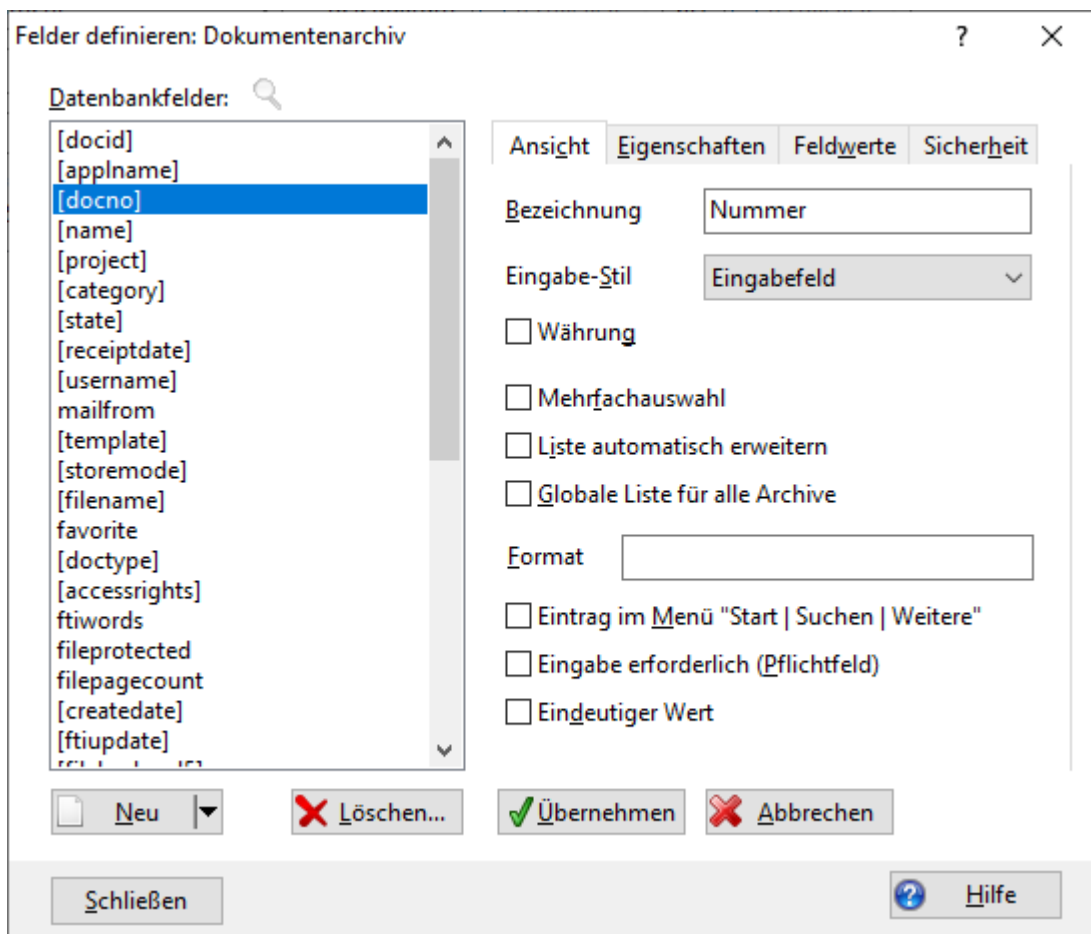 Felder definieren: Dokumentenarchiv
?
Datenbankfelder:
[docid]
[applname]
[docno]
[name]
[project]
[category]
[state]
[receiptdate]
[username]
mailfrom
[template]
[storemode]
[filename]
favorite
[doctype]
[accessrights]
ftiwords
fileprotected
filepagecount
[createdate]
[ftiupdate]
Ansicht Eigenschaften Feldwerte Sicherheit
Bezeichnung Nummer
Eingabe-Stil Eingabefeld
Währung
Mehrfachauswahl
Liste automatisch erweitern
Globale Liste für alle Archive
Format
Eintrag im Menü "Start | Suchen | Weitere"
Eingabe erforderlich (Pflichtfeld)
Eindeutiger Wert
Neu Löschen... Übernehmen Abbrechen
Schließen Hilfe